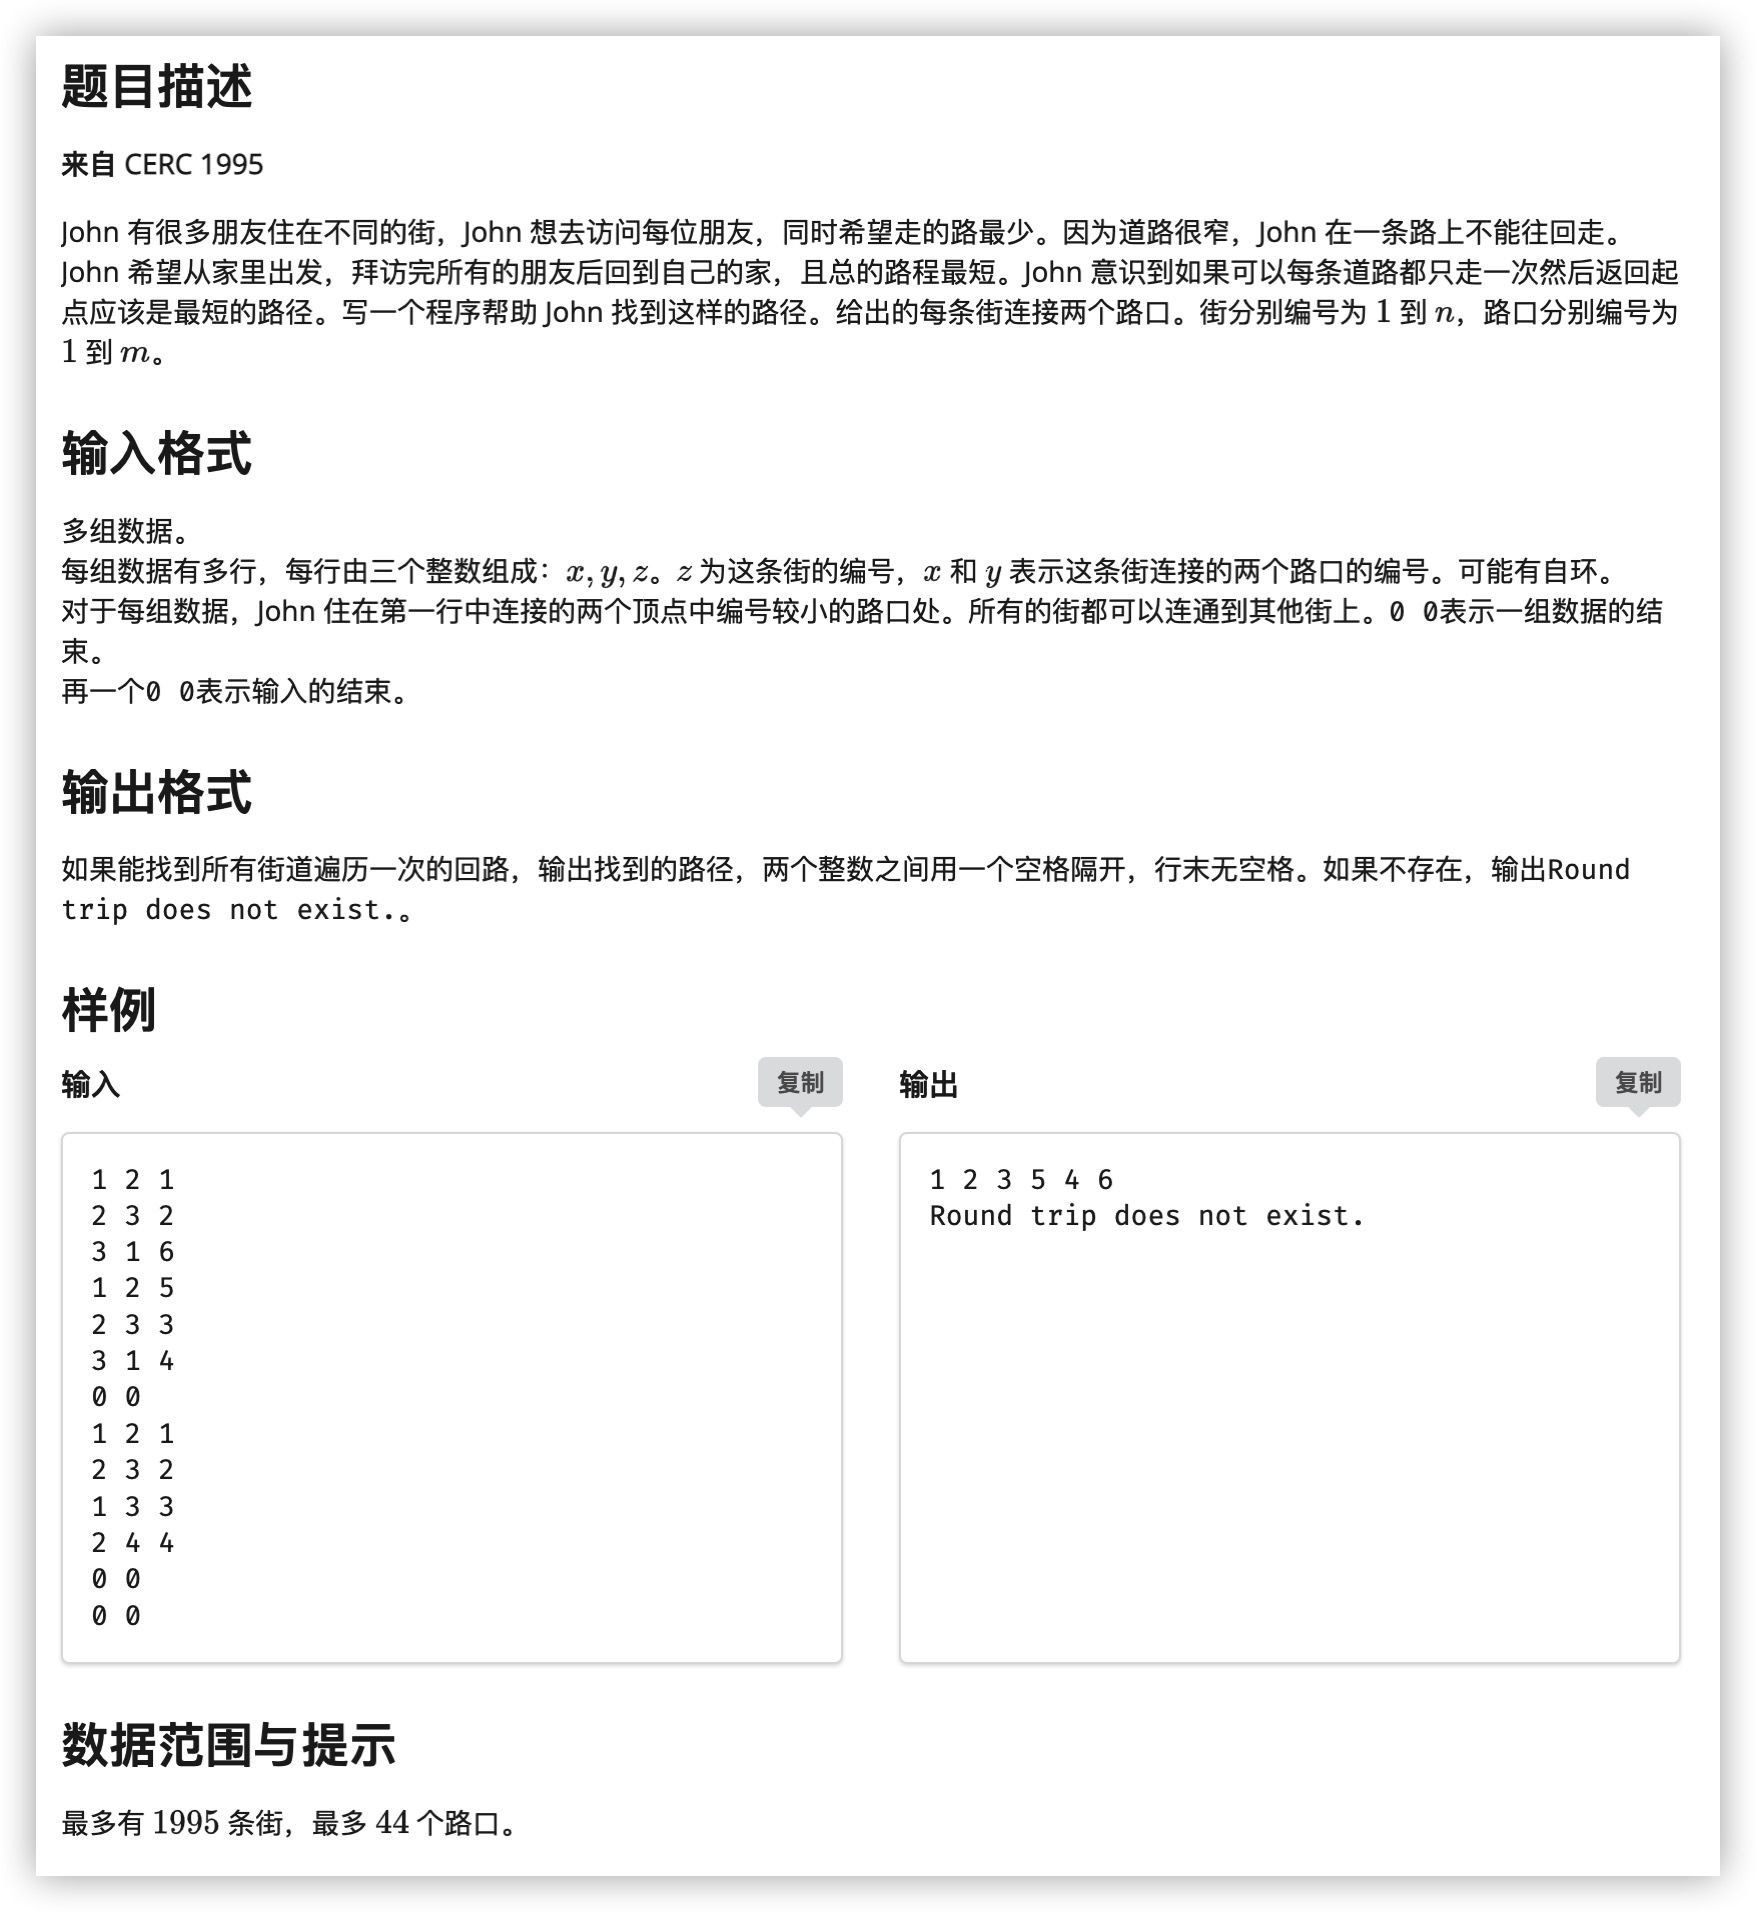 题目描述
来自 CERC 1995
John 有很多朋友住在不同的街，John 想去访问每位朋友，同时希望走的路最少。因为道路很窄，John 在一条路上不能往回走。
John 希望从家里出发，拜访完所有的朋友后回到自己的家，且总的路程最短。John 意识到如果可以每条道路都只走一次然后返回起
点应该是最短的路径。写一个程序帮助 John 找到这样的路径。给出的每条街连接两个路口。街分别编号为 1 到 n，路口分别编号为
1 到 m。
输入格式
多组数据。
每组数据有多行，每行由三个整数组成：x, y, z。z 为这条街的编号，x 和 y 表示这条街连接的两个路口的编号。可能有自环。
对于每组数据，John 住在第一行中连接的两个顶点中编号较小的路口处。所有的街都可以连通到其他街上。0 0表示一组数据的结
束。
再一个0 0表示输入的结束。
输出格式
如果能找到所有街道遍历一次的回路，输出找到的路径，两个整数之间用一个空格隔开，行末无空格。如果不存在，输出Round
trip does not exist.。
样例
输入
复制
1 2 1
2 3 2
3 1 6
1 2 5
2 3 3
3 1 4
0 0
1 2 1
2 3 2
1 3 3
2 4 4
0 0
0 0
输出
复制
1 2 3 5 4 6
Round trip does not exist.
数据范围与提示
最多有 1995 条街，最多 44 个路口。